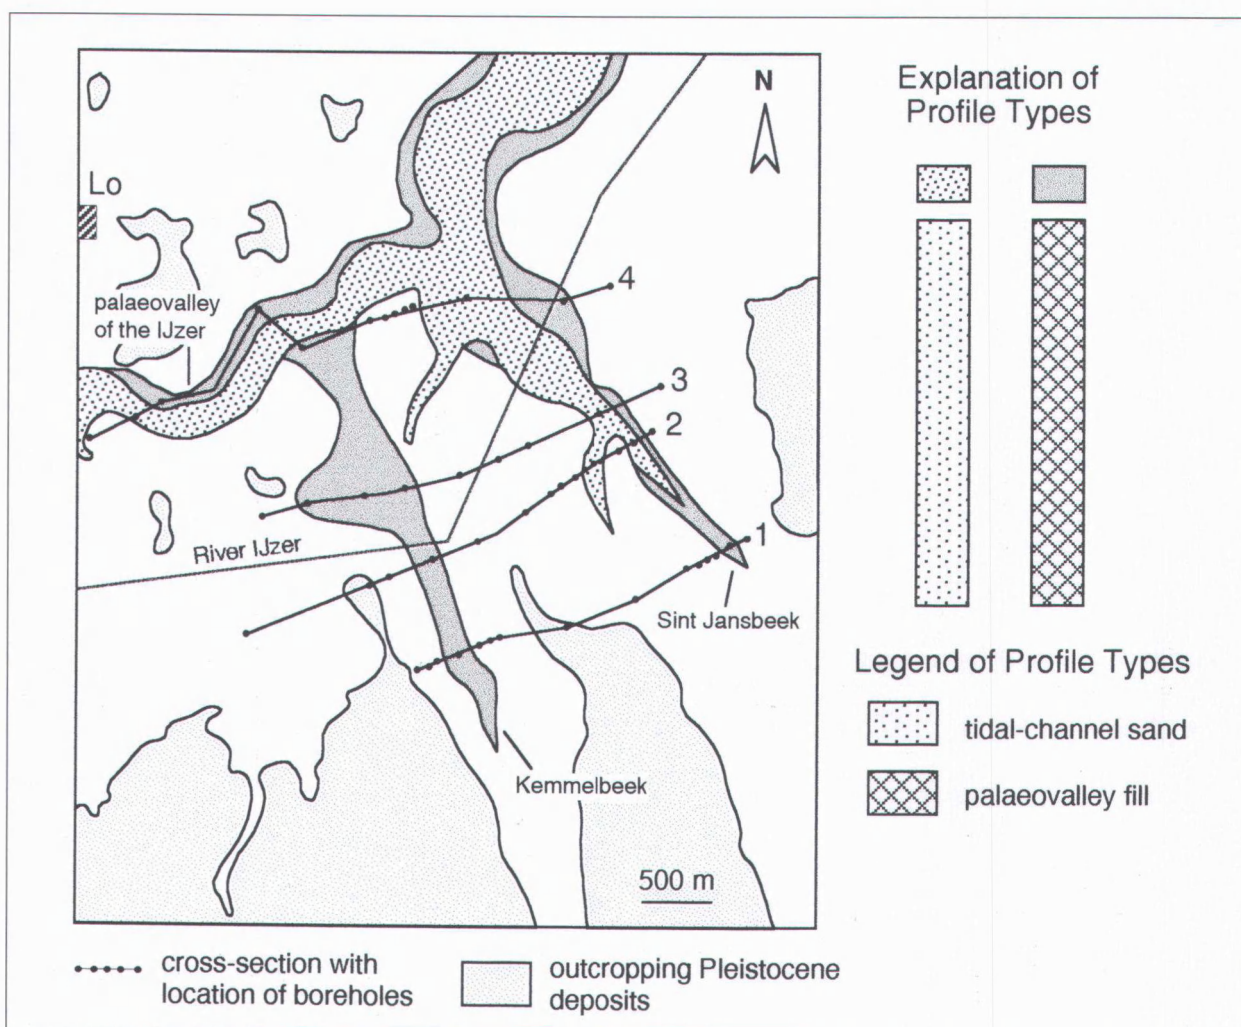 Explanation of
Profile Types
N
Lo
palaeovalley
of the IJzer
4
3
2
1
River IJzer
Sint Jansbeek
Kemmelbeek
500 m
Legend of Profile Types
tidal-channel sand
palaeovalley fill
cross-section with
location of boreholes
outcropping Pleistocene
deposits